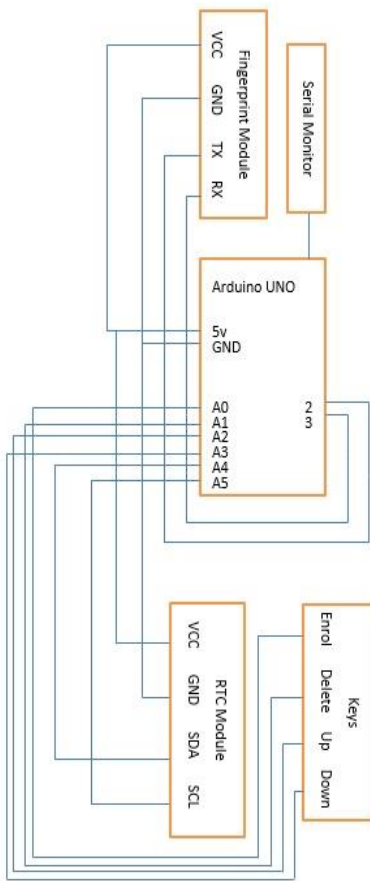 Fingerprint Module
VCC
GND
TX
RX
Serial Monitor
Arduino UNO
5v
GND
A0
A1
A2
A3
A4
A5
2
3
RTC Module
VCC
GND
SDA
SCL
Keys
Enrol
Delete
Up
Down